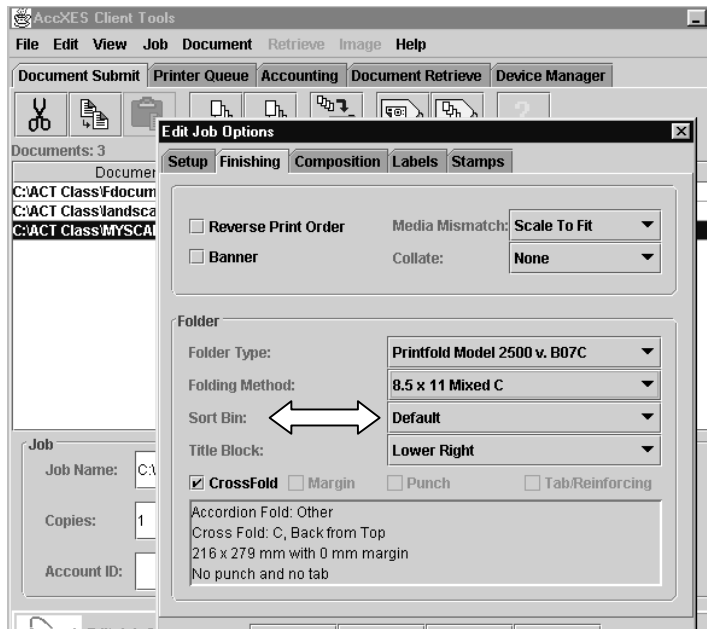 AccXES Client Tools
File Edit View Job Document Retrieve Image Help
Document Submit Printer Queue Accounting Document Retrieve Device Manager
Edit Job Options
Documents: 3
Setup Finishing Composition Labels Stamps
C:\ACT Class\Fdocum
C:\ACT Class\landsca
C:\ACT Class\MYSCA
Reverse Print Order Media Mismatch: Scale To Fit
Banner Collate: None
Folder
Folder Type: Printfold Model 2500 v. B07C
Folding Method: 8.5 x 11 Mixed C
Sort Bin: Default
Title Block: Lower Right
CrossFold Margin Punch Tab/Reinforcing
Accordion Fold: Other
Cross Fold: C, Back from Top
216 x 279 mm with 0 mm margin
No punch and no tab
Job
Job Name: C:\
Copies: 1
Account ID: